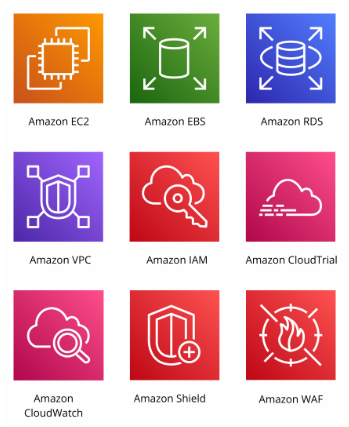 Amazon EC2
Amazon EBS
Amazon RDS
Amazon VPC
Amazon IAM
Amazon CloudTrial
Amazon
CloudWatch
Amazon Shield
Amazon WAF